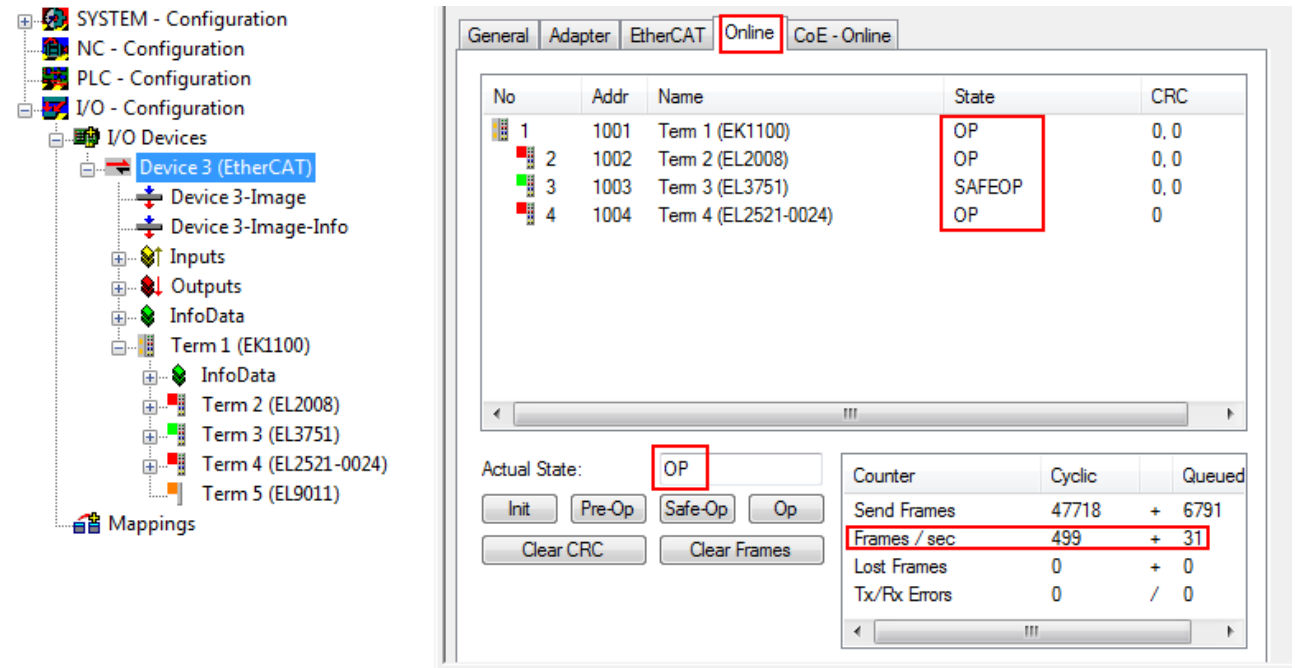 SYSTEM - Configuration
NC - Configuration
PLC - Configuration
I/O - Configuration
I/O Devices
Device 3 (EtherCAT)
Device 3-Image
Device 3-Image-Info
Inputs
Outputs
InfoData
Term 1 (EK1100)
InfoData
Term 2 (EL2008)
Term 3 (EL3751)
Term 4 (EL2521-0024)
Term 5 (EL9011)
Mappings
General Adapter EtherCAT Online CoE - Online
No Addr Name State CRC
1 1001 Term 1 (EK1100) OP 0, 0
2 1002 Term 2 (EL2008) OP 0, 0
3 1003 Term 3 (EL3751) SAFEOP 0, 0
4 1004 Term 4 (EL2521-0024) OP 0
Actual State: OP
Init Pre-Op Safe-Op Op
Clear CRC Clear Frames
Counter Cyclic Queued
Send Frames 47718 + 6791
Frames / sec 499 + 31
Lost Frames 0 + 0
Tx/Rx Errors 0 / 0